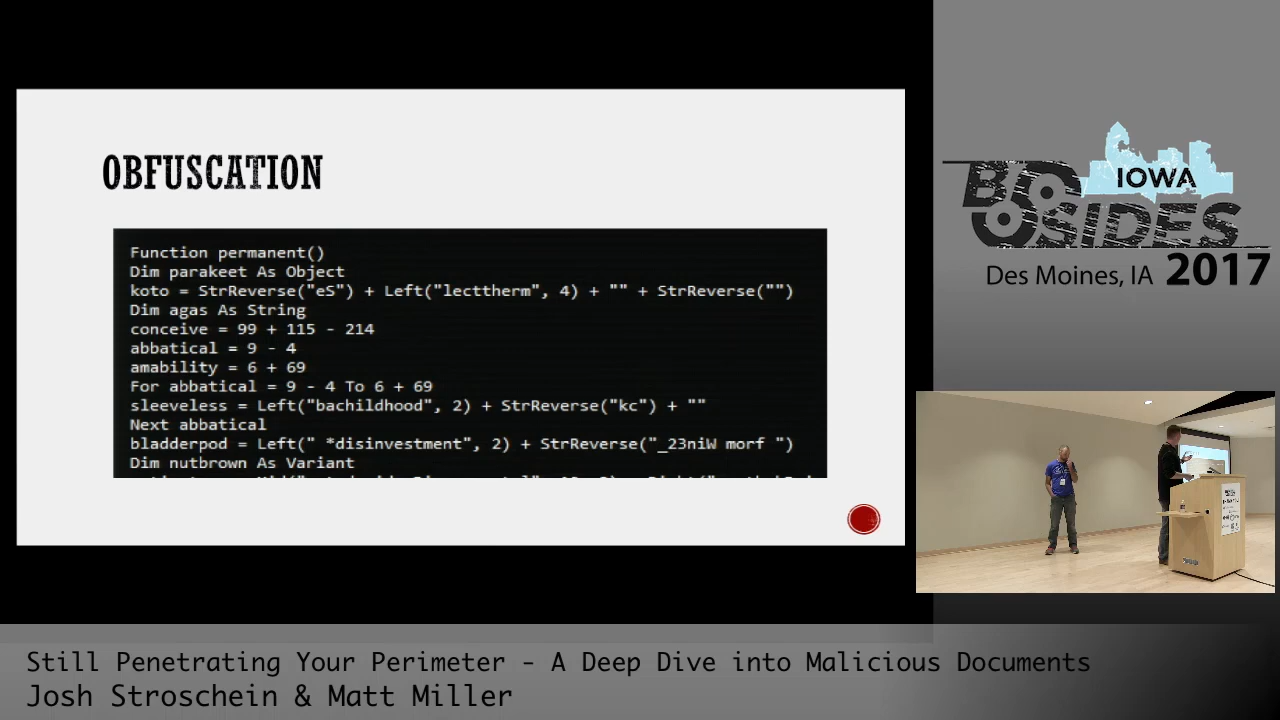 OBFUSCATION
Function permanent()
Dim parakeet As Object
koto = StrReverse("eS") + Left("lecttherm", 4) + "" + StrReverse("")
Dim agas As String
conceive = 99 + 115 - 214
abbatical = 9 - 4
amability = 6 + 69
For abbatical = 9 - 4 To 6 + 69
sleeveless = Left("bachildhood", 2) + StrReverse("kc") + ""
Next abbatical
bladderpod = Left(" *disinvestment", 2) + StrReverse("_23niW morf ")
Dim nutbrown As Variant
IOWA
BSIDES
Des Moines, IA 2017
Still Penetrating Your Perimeter - A Deep Dive into Malicious Documents
Josh Stroschein & Matt Miller